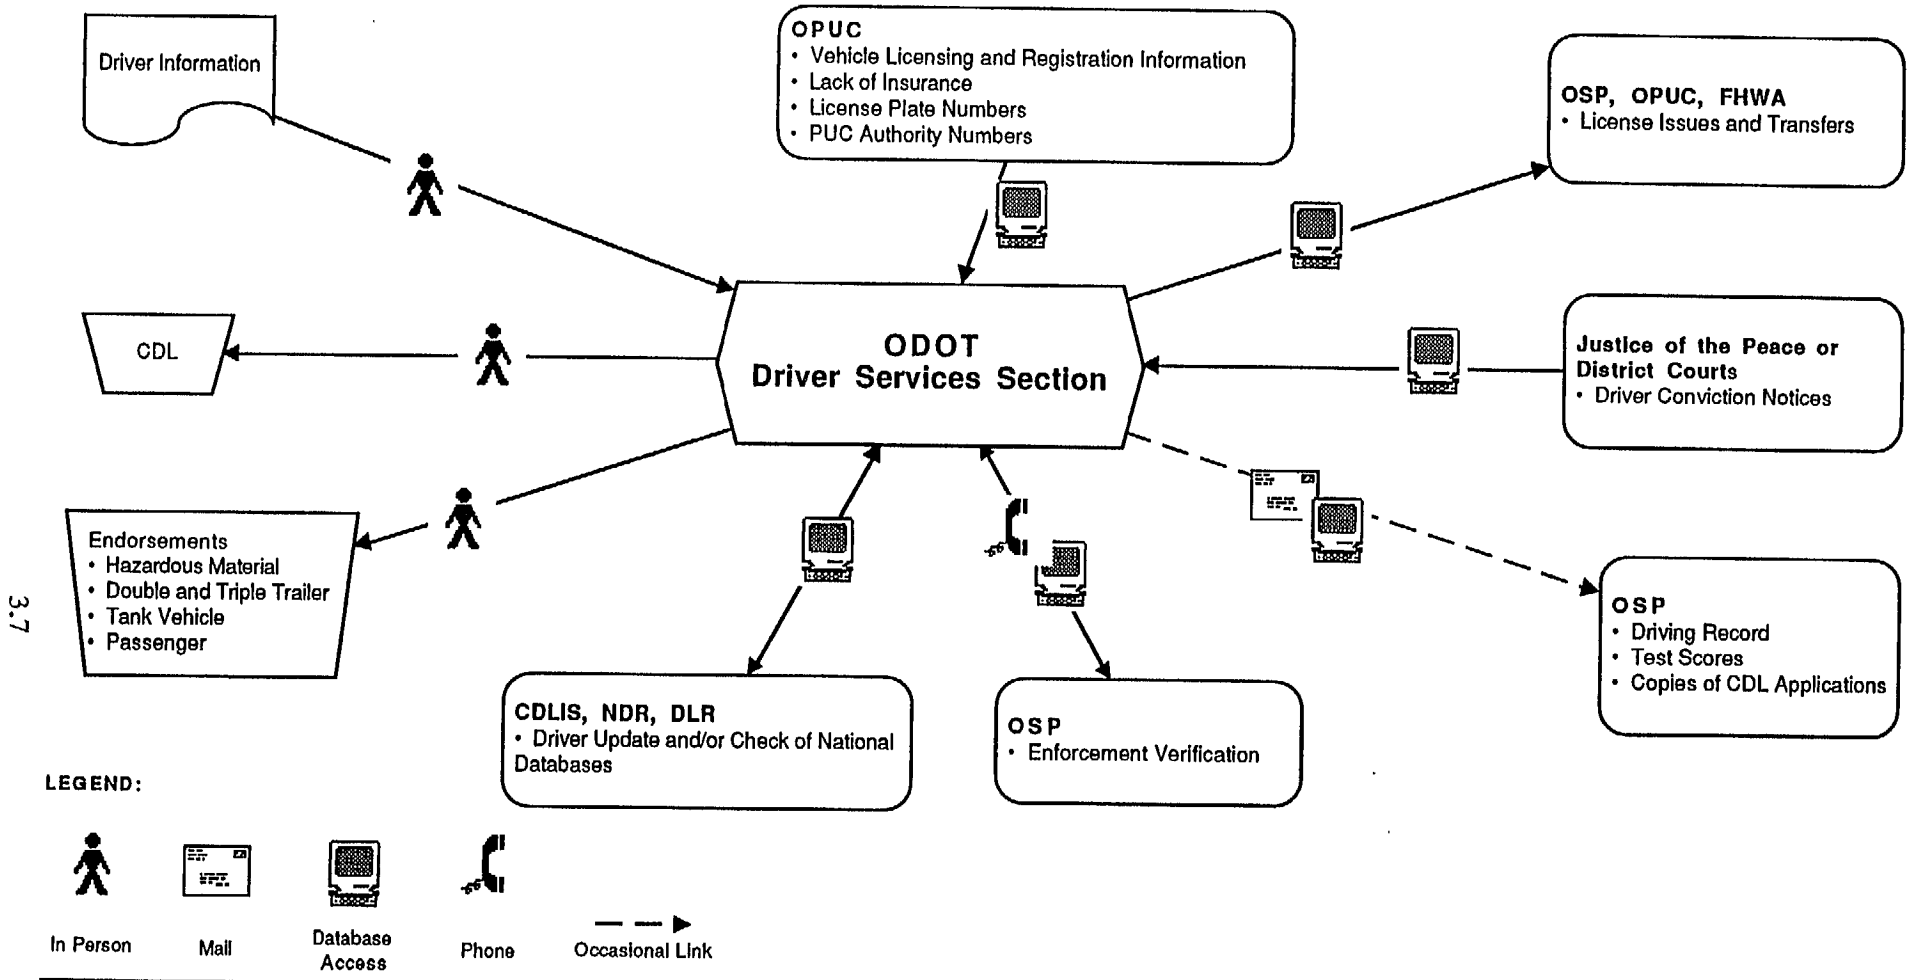 Driver Information
OPUC
• Vehicle Licensing and Registration Information
• Lack of Insurance
• License Plate Numbers
• PUC Authority Numbers
OSP, OPUC, FHWA
• License Issues and Transfers
CDL
ODOT
Driver Services Section
Justice of the Peace or
District Courts
• Driver Conviction Notices
Endorsements
• Hazardous Material
• Double and Triple Trailer
• Tank Vehicle
• Passenger
OSP
• Driving Record
• Test Scores
• Copies of CDL Applications
CDLIS, NDR, DLR
• Driver Update and/or Check of National
Databases
OSP
• Enforcement Verification
3.7
LEGEND:
In Person
Mail
Database
Access
Phone
Occasional Link